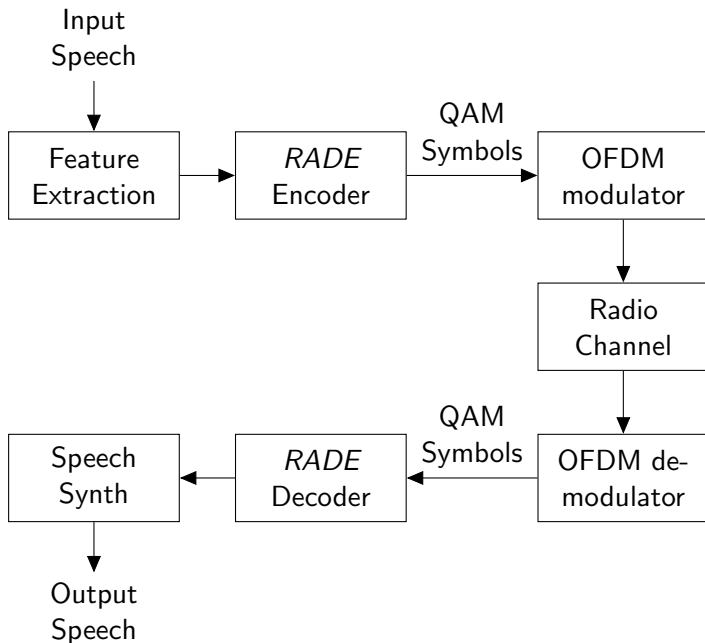 Input
Speech
Feature
Extraction
RADE
Encoder
QAM
Symbols
OFDM
modulator
Radio
Channel
OFDM de-
modulator
QAM
Symbols
RADE
Decoder
Speech
Synth
Output
Speech